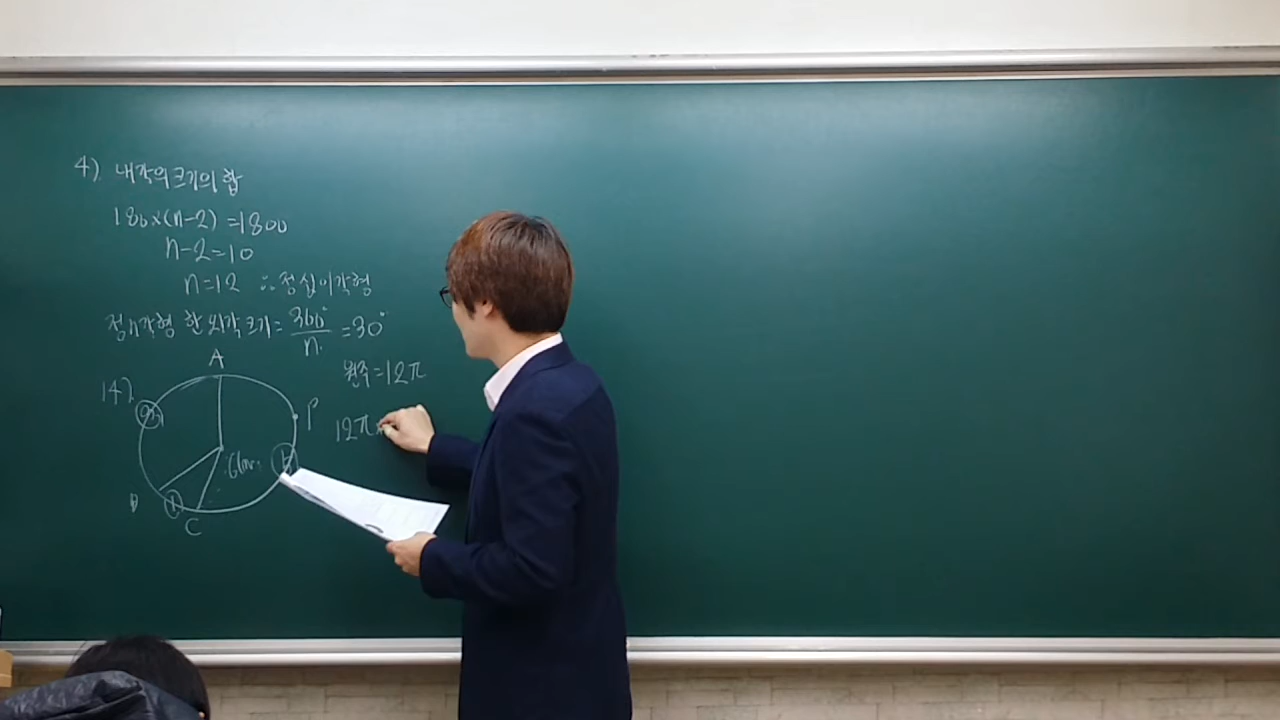 4) 내각의 크기의 합
180×(n-2)=1800
n-2=10
n=12 ∴ 정십이각형
정n각형 한 외각 크기= 360°/n =30°
A
원주=12π
14)
P
12π×
6cm
B
C